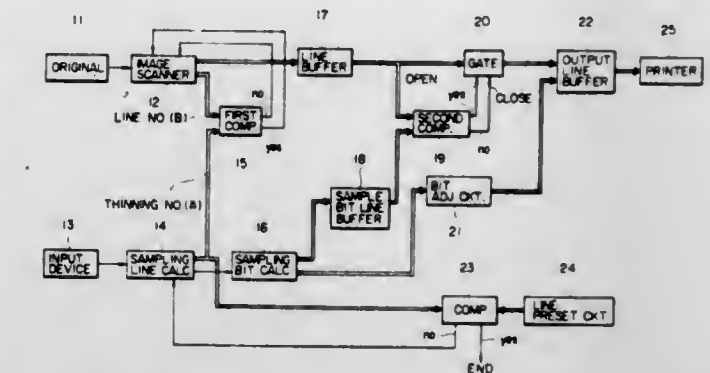 11
17
20
22
25
ORIGINAL
IMAGE
SCANNER
LINE
BUFFER
GATE
OUTPUT
LINE
BUFFER
PRINTER
no
OPEN
yes
CLOSE
12
LINE NO (B)
FIRST
COMP
SECOND
COMP.
yes
no
15
18
19
THINNING NO (A)
SAMPLE
BIT LINE
BUFFER
BIT
ADJ CKT.
13
14
16
21
INPUT
DEVICE
SAMPLING
LINE CALC
SAMPLING
BIT CALC
23
24
COMP
LINE
PRESET CKT
no
yes
END